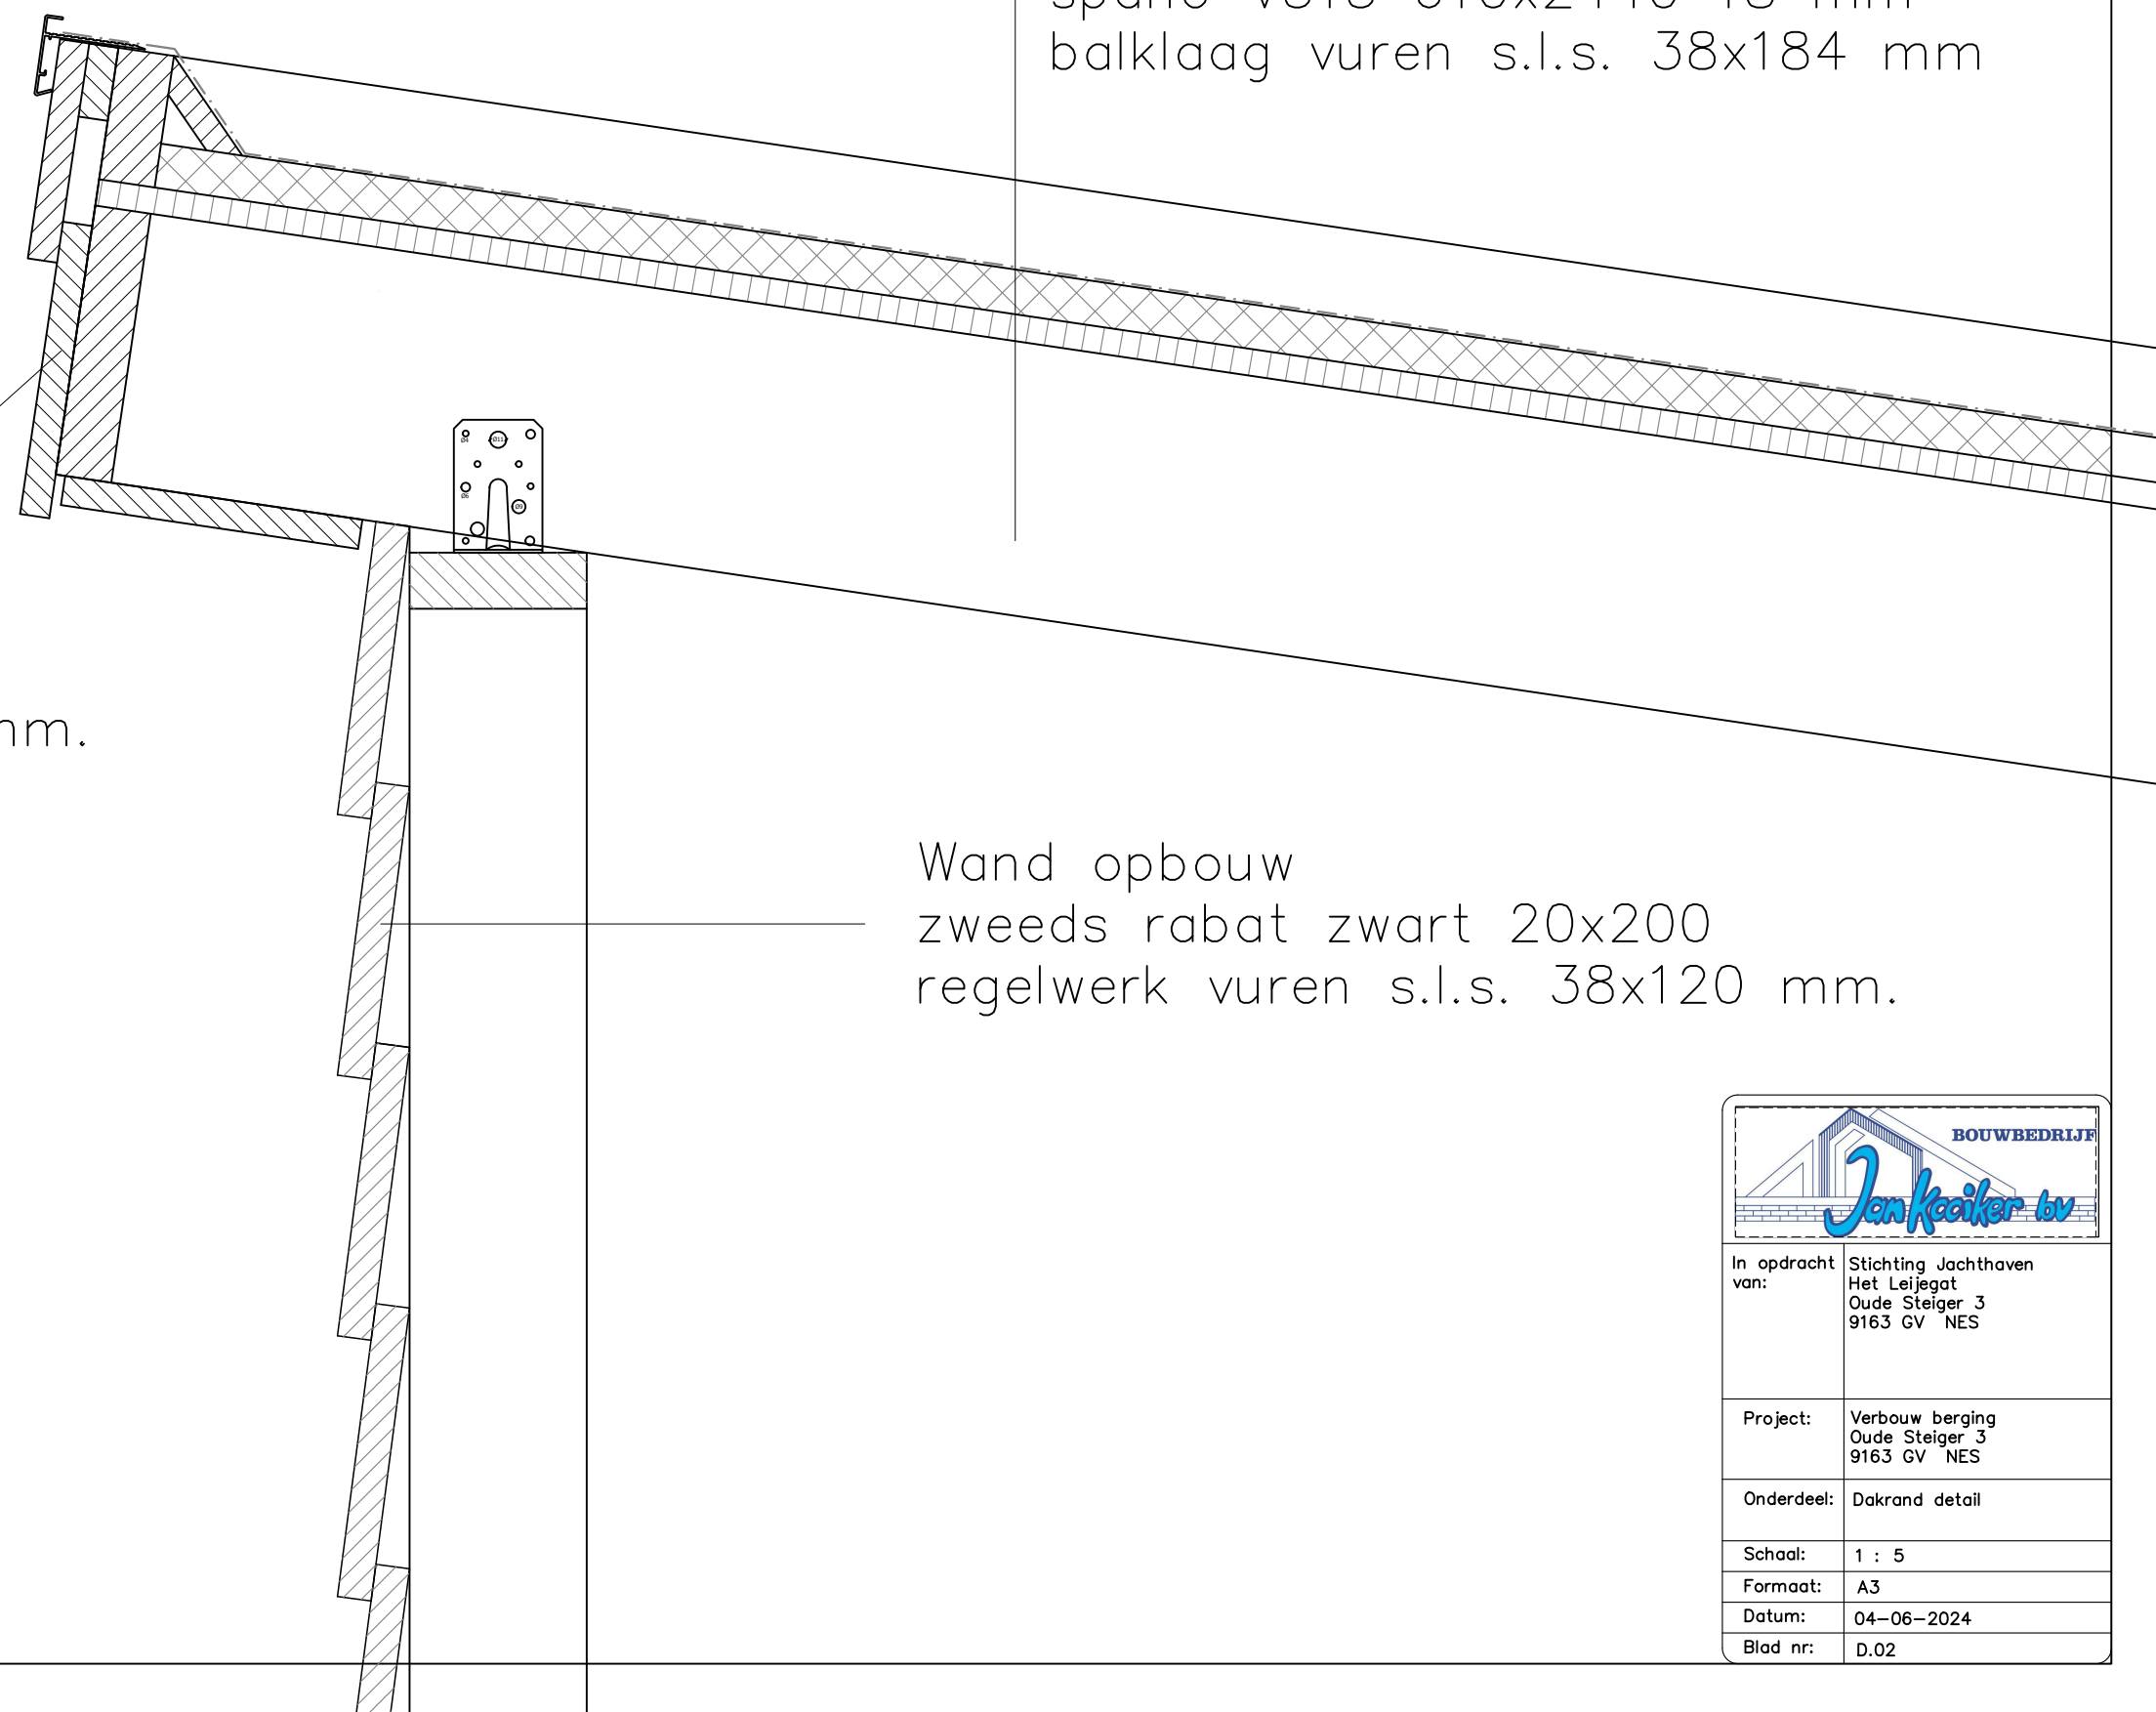 balklaag vuren s.l.s. 38x184 mm
mm.
Wand opbouw
zweeds rabat zwart 20x200
regelwerk vuren s.l.s. 38x120 mm.
BOUWBEDRIJF
Jan Kooiker bv
In opdracht van:
Stichting Jachthaven
Het Leijegat
Oude Steiger 3
9163 GV NES
Project:
Verbouw berging
Oude Steiger 3
9163 GV NES
Onderdeel: Dakrand detail
Schaal: 1 : 5
Formaat: A3
Datum: 04-06-2024
Blad nr: D.02